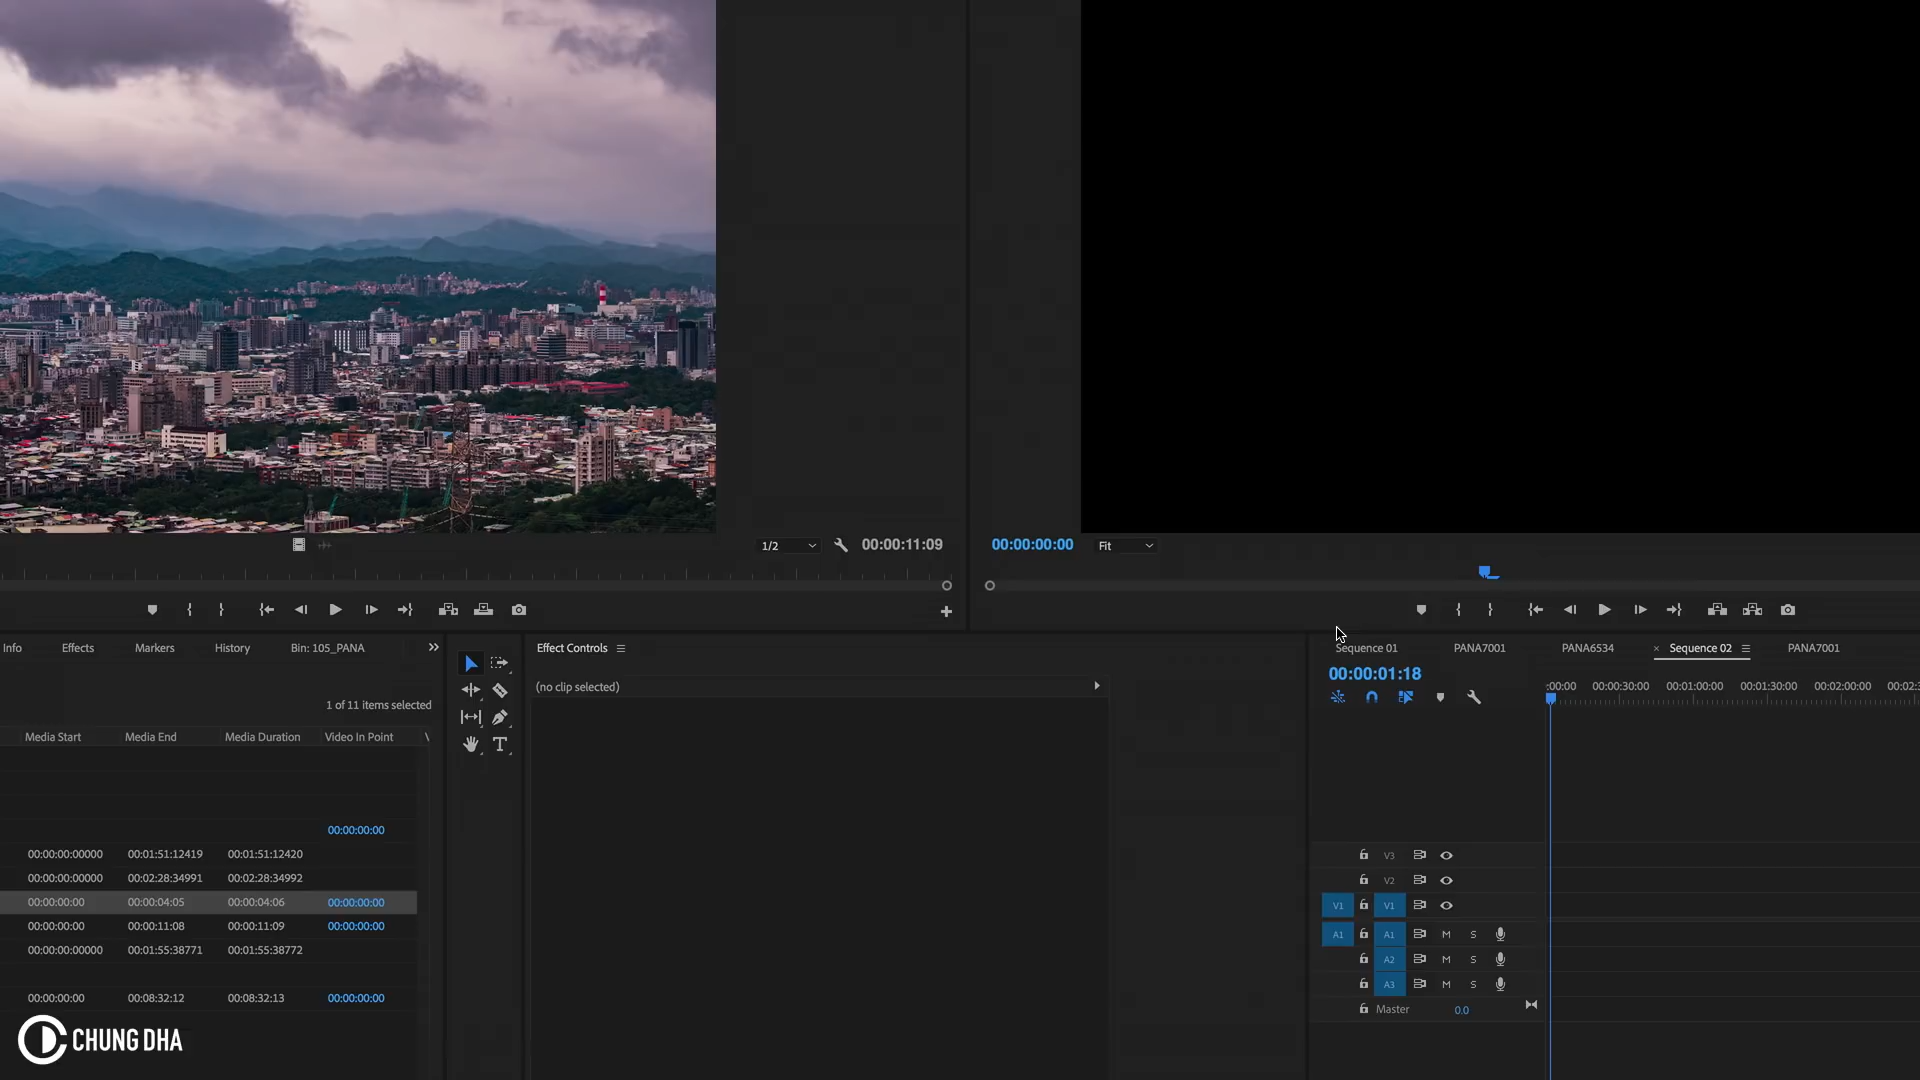 1/2
00:00:11:09
00:00:00:00
Fit
Info
Effects
Markers
History
Bin: 105_PANA
1 of 11 items selected
Media Start
Media End
Media Duration
Video In Point
00:00:00:00
00:00:00:00000
00:01:51:12419
00:01:51:12420
00:00:00:00000
00:02:28:34991
00:02:28:34992
00:00:00:00
00:00:04:05
00:00:04:06
00:00:00:00
00:00:00:00
00:00:11:08
00:00:11:09
00:00:00:00
00:00:00:00000
00:01:55:38771
00:01:55:38772
00:00:00:00
00:08:32:12
00:08:32:13
00:00:00:00
CHUNG DHA
T
Effect Controls
(no clip selected)
Sequence 01
PANA7001
PANA6534
× Sequence 02
PANA7001
00:00:01:18
:00:00
00:00:30:00
00:01:00:00
00:01:30:00
00:02:00:00
V3
V2
V1
V1
A1
A1
M
S
A2
M
S
A3
M
S
Master
0.0